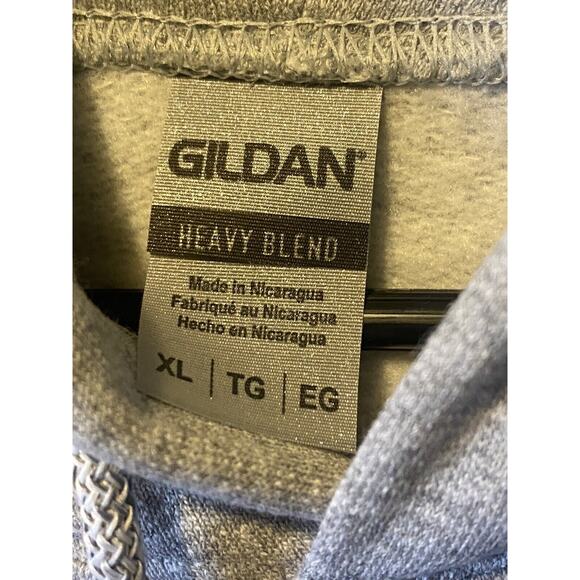 GILDAN®
HEAVY BLEND
Made in Nicaragua
Fabriqué au Nicaragua
Hecho en Nicaragua
XL | TG | EG